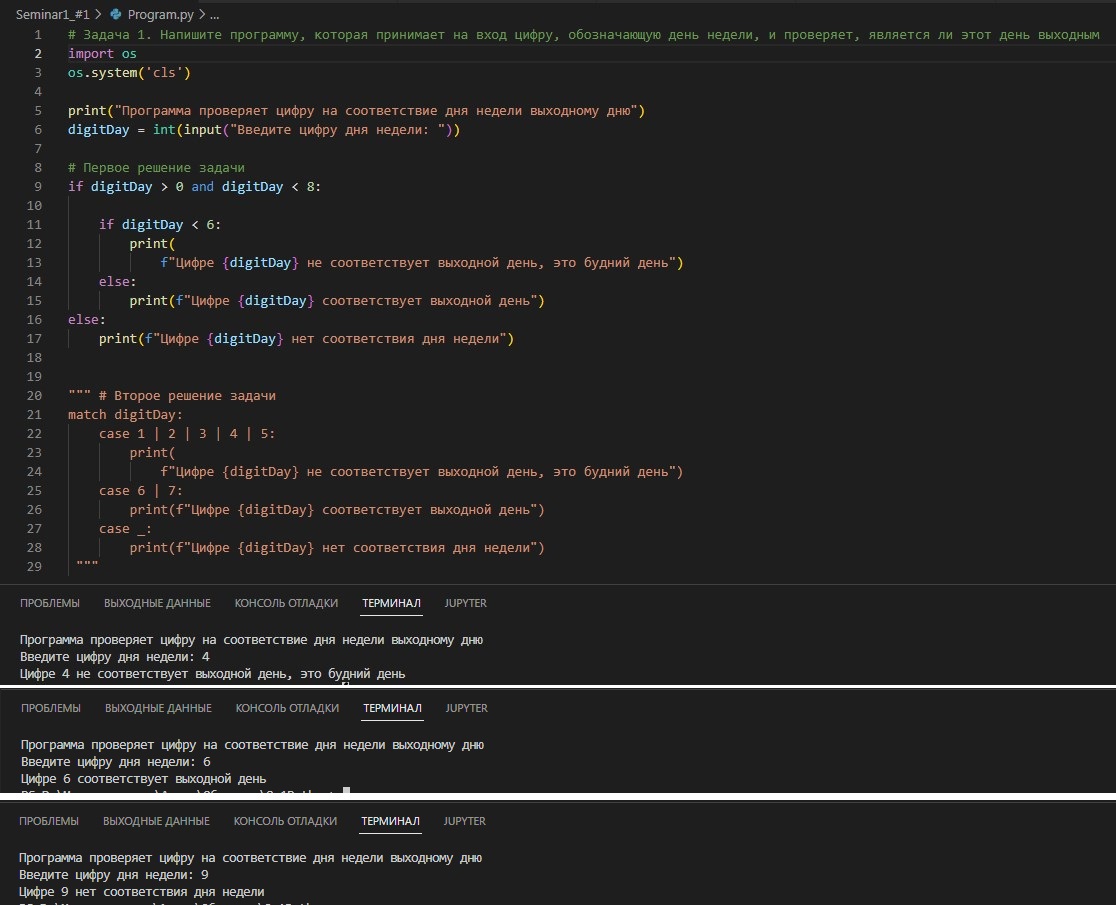 Seminar1_#1 > Program.py > ...
1 # Задача 1. Напишите программу, которая принимает на вход цифру, обозначающую день недели, и проверяет, является ли этот день выходным
2 import os
3 os.system('cls')
4
5 print("Программа проверяет цифру на соответствие дня недели выходному дню")
6 digitDay = int(input("Введите цифру дня недели: "))
7
8 # Первое решение задачи
9 if digitDay > 0 and digitDay < 8:
10
11     if digitDay < 6:
12         print(
13             f"Цифре {digitDay} не соответствует выходной день, это будний день")
14     else:
15         print(f"Цифре {digitDay} соответствует выходной день")
16 else:
17     print(f"Цифре {digitDay} нет соответствия дня недели")
18
19
20 """ # Второе решение задачи
21 match digitDay:
22     case 1 | 2 | 3 | 4 | 5:
23         print(
24             f"Цифре {digitDay} не соответствует выходной день, это будний день")
25     case 6 | 7:
26         print(f"Цифре {digitDay} соответствует выходной день")
27     case _:
28         print(f"Цифре {digitDay} нет соответствия дня недели")
29  """
ПРОБЛЕМЫ ВЫХОДНЫЕ ДАННЫЕ КОНСОЛЬ ОТЛАДКИ ТЕРМИНАЛ JUPYTER
Программа проверяет цифру на соответствие дня недели выходному дню
Введите цифру дня недели: 4
Цифре 4 не соответствует выходной день, это будний день
ПРОБЛЕМЫ ВЫХОДНЫЕ ДАННЫЕ КОНСОЛЬ ОТЛАДКИ ТЕРМИНАЛ JUPYTER
Программа проверяет цифру на соответствие дня недели выходному дню
Введите цифру дня недели: 6
Цифре 6 соответствует выходной день
ПРОБЛЕМЫ ВЫХОДНЫЕ ДАННЫЕ КОНСОЛЬ ОТЛАДКИ ТЕРМИНАЛ JUPYTER
Программа проверяет цифру на соответствие дня недели выходному дню
Введите цифру дня недели: 9
Цифре 9 нет соответствия дня недели